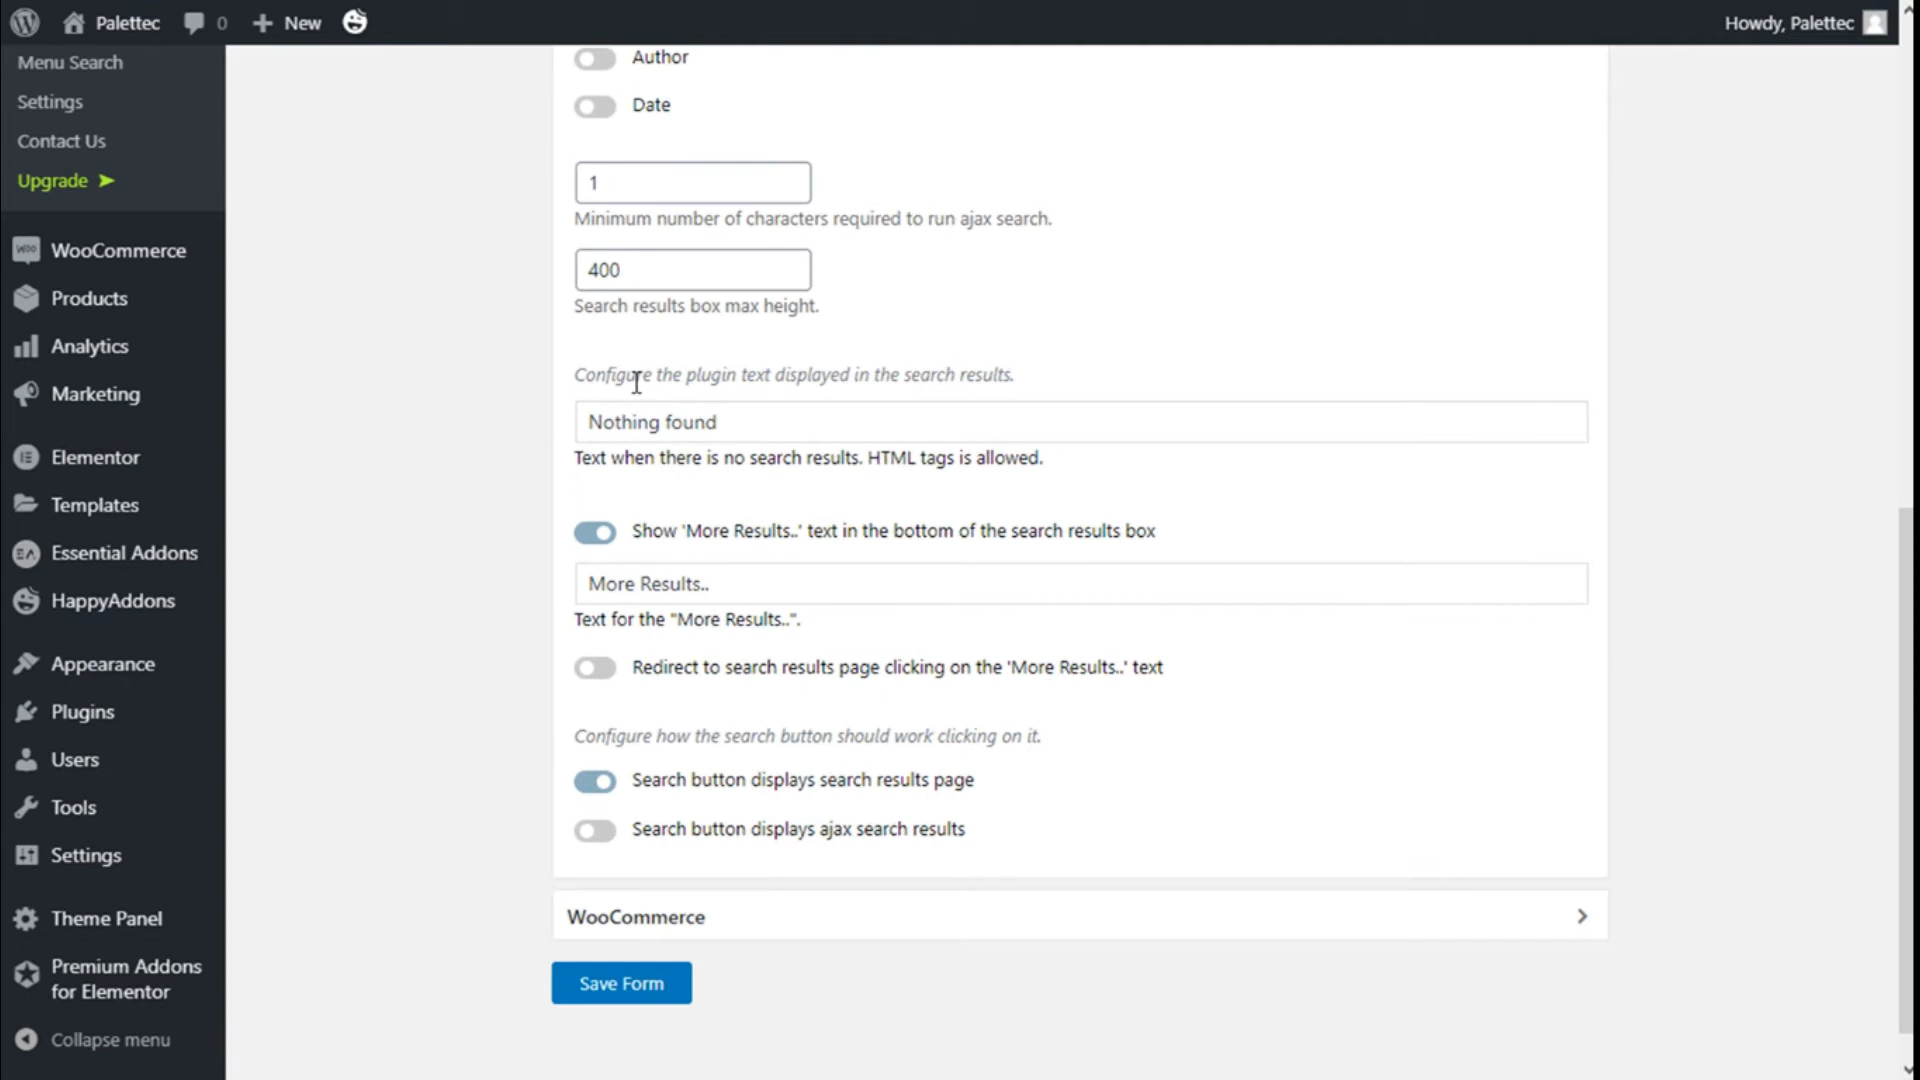 Palettec
0
New
Howdy, Palettec
Menu Search
Settings
Contact Us
Upgrade ➤
WOO
WooCommerce
Products
Analytics
Marketing
Elementor
Templates
EA
Essential Addons
HappyAddons
Appearance
Plugins
Users
Tools
Settings
Theme Panel
Premium Addons
for Elementor
Collapse menu
Author
Date
1
Minimum number of characters required to run ajax search.
400
Search results box max height.
Configure the plugin text displayed in the search results.
Nothing found
Text when there is no search results. HTML tags is allowed.
Show 'More Results..' text in the bottom of the search results box
More Results..
Text for the "More Results..".
Redirect to search results page clicking on the 'More Results..' text
Configure how the search button should work clicking on it.
Search button displays search results page
Search button displays ajax search results
WooCommerce
Save Form